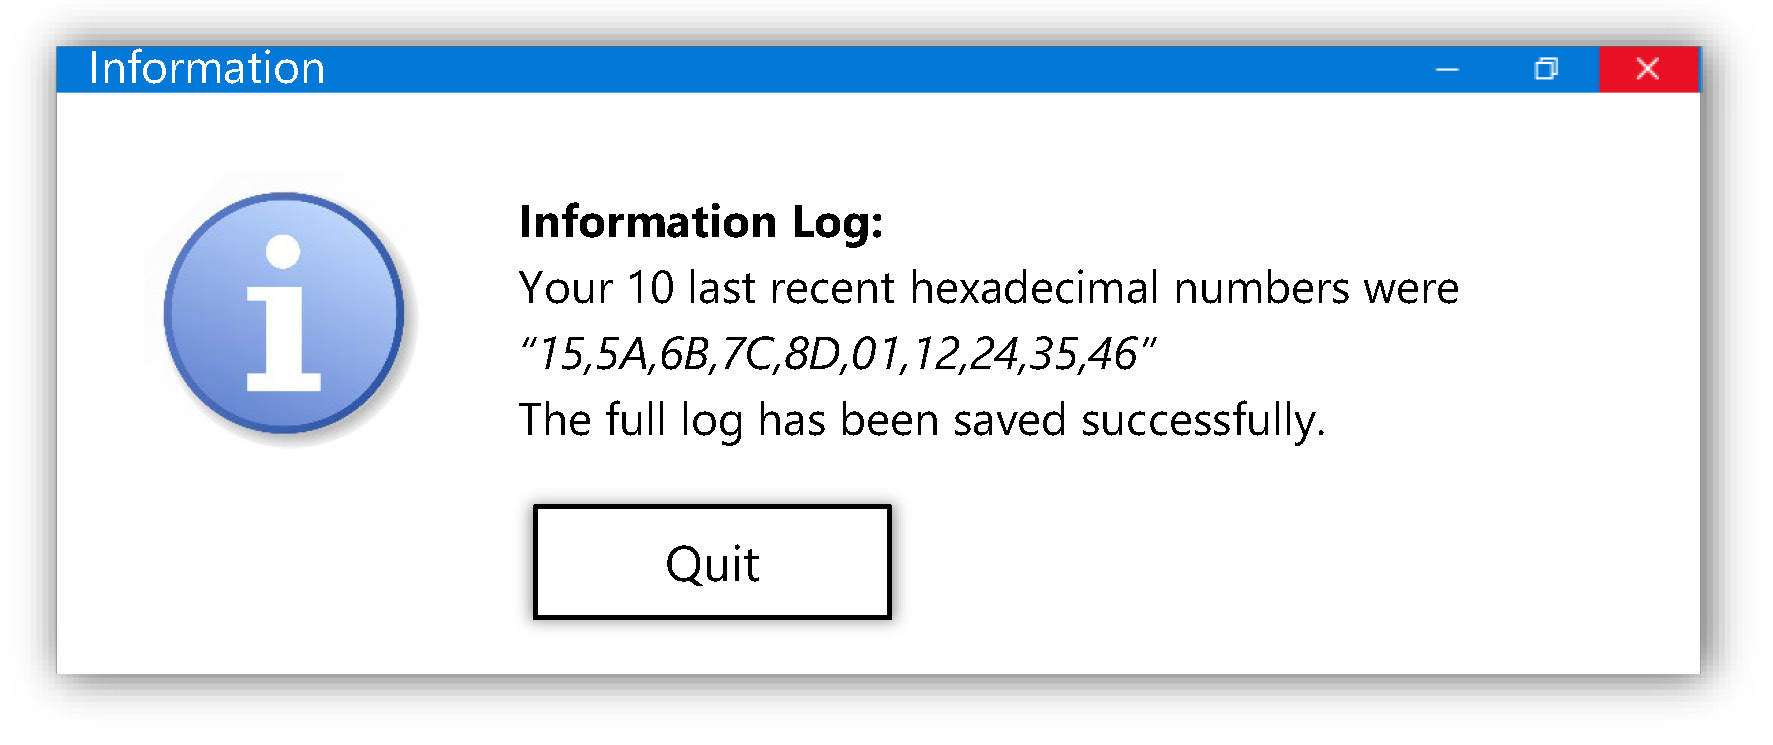 Information
Information Log:
Your 10 last recent hexadecimal numbers were
“15,5A,6B,7C,8D,01,12,24,35,46”
The full log has been saved successfully.
Quit